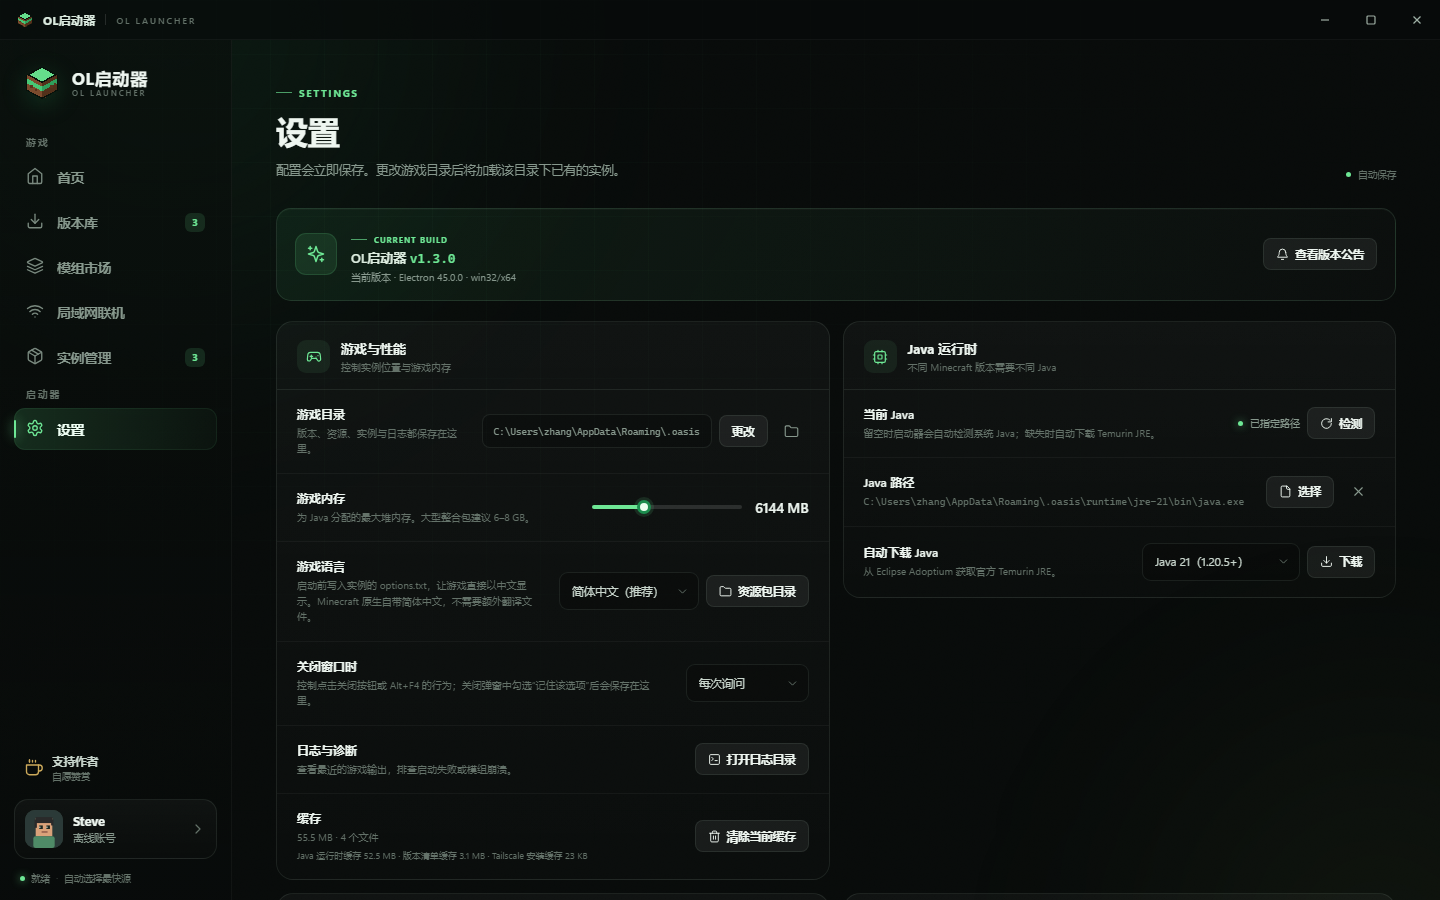 OL启动器
OL LAUNCHER
OL启动器
OL LAUNCHER
游戏
首页
版本库
3
模组市场
局域网联机
实例管理
3
启动器
设置
支持作者
自愿赞赏
Steve
离线账号
就绪 · 自动选择最快源
SETTINGS
设置
配置会立即保存。更改游戏目录后将加载该目录下已有的实例。
自动保存
CURRENT BUILD
OL启动器 v1.3.0
当前版本 · Electron 45.0.0 · win32/x64
查看版本公告
游戏与性能
控制实例位置与游戏内存
游戏目录
版本、资源、实例与日志都保存在这
里。
C:\Users\zhang\AppData\Roaming\.oasis
更改
游戏内存
为 Java 分配的最大堆内存。大型整合包建议 6–8 GB。
6144 MB
游戏语言
启动前写入实例的 options.txt，让游戏直接以中文显
示。Minecraft 原生自带简体中文，不需要额外翻译文
件。
简体中文（推荐）
资源包目录
关闭窗口时
控制点击关闭按钮或 Alt+F4 的行为；关闭弹窗中勾选“记住该选项”后会保存在这
里。
每次询问
日志与诊断
查看最近的游戏输出，排查启动失败或模组崩溃。
打开日志目录
缓存
55.5 MB · 4 个文件
Java 运行时缓存 52.5 MB · 版本清单缓存 3.1 MB · Tailscale 安装缓存 23 KB
清除当前缓存
Java 运行时
不同 Minecraft 版本需要不同 Java
当前 Java
留空时启动器会自动检测系统 Java；缺失时自动下载 Temurin JRE。
已指定路径
检测
Java 路径
C:\Users\zhang\AppData\Roaming\.oasis\runtime\jre-21\bin\java.exe
选择
自动下载 Java
从 Eclipse Adoptium 获取官方 Temurin JRE。
Java 21（1.20.5+）
下载